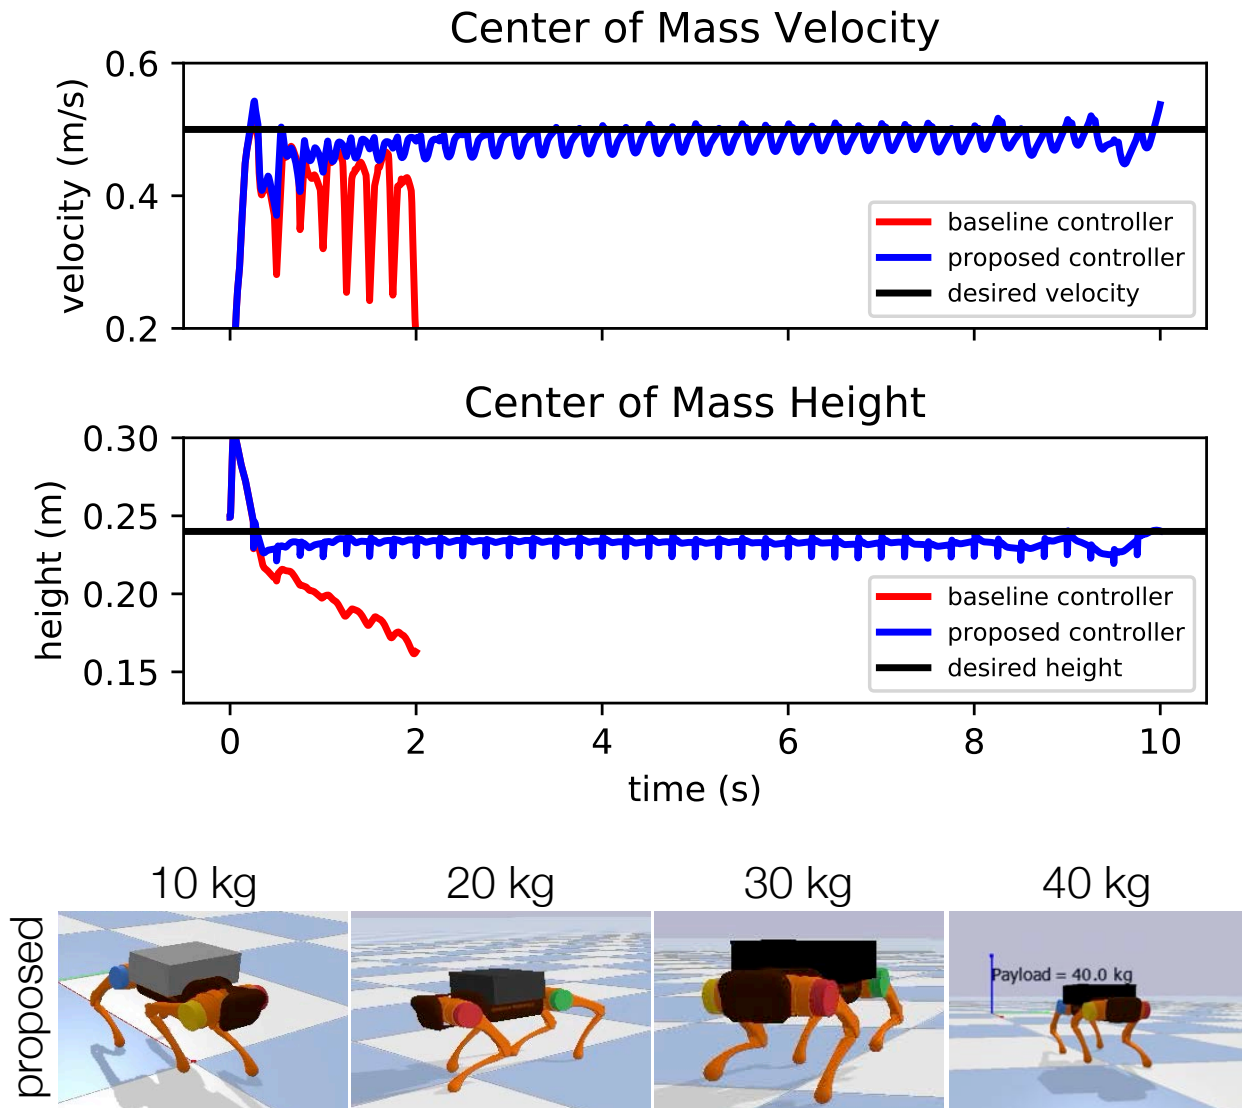 Center of Mass Velocity
velocity (m/s)
0.6
0.4
0.2
baseline controller
proposed controller
desired velocity
Center of Mass Height
height (m)
0.30
0.25
0.20
0.15
baseline controller
proposed controller
desired height
0 2 4 6 8 10
time (s)
10 kg 20 kg 30 kg 40 kg
proposed
Payload = 40.0 kg